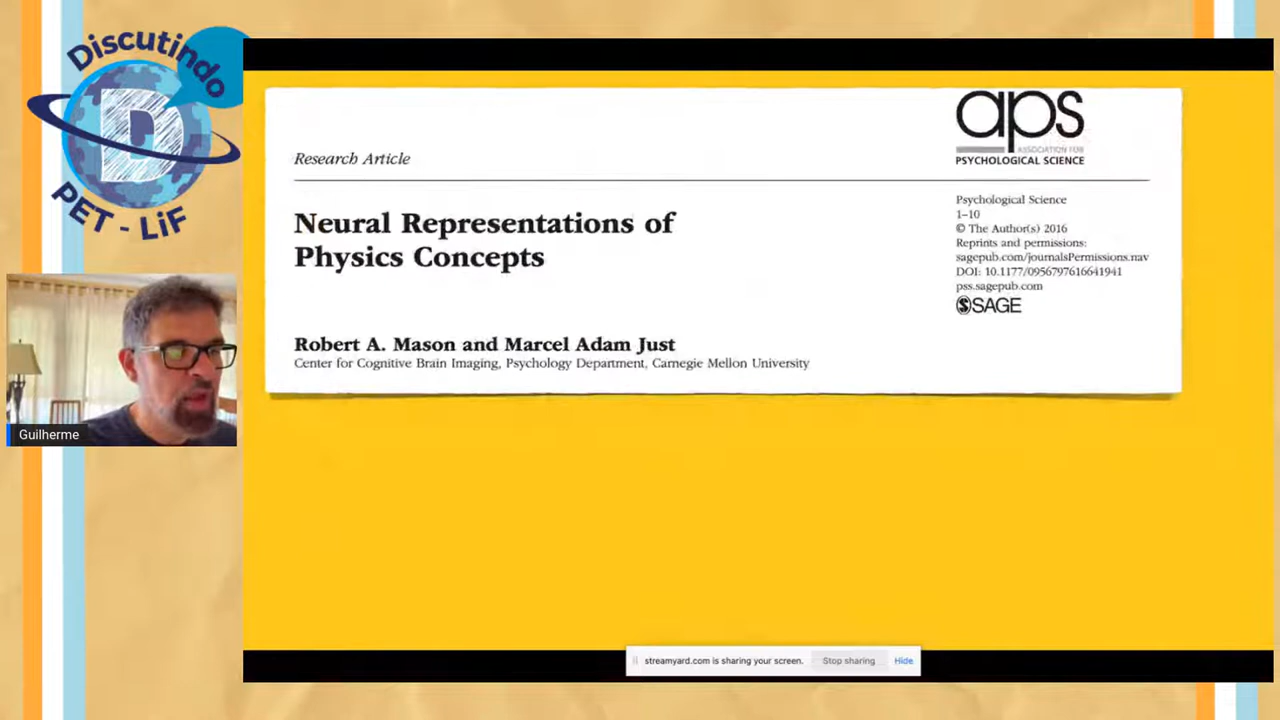 Discutindo
D
PET - LiF
Guilherme
aps
ASSOCIATION FOR
PSYCHOLOGICAL SCIENCE
Research Article
Neural Representations of
Physics Concepts
Psychological Science
1–10
© The Author(s) 2016
Reprints and permissions:
sagepub.com/journalsPermissions.nav
DOI: 10.1177/0956797616641941
pss.sagepub.com
SAGE
Robert A. Mason and Marcel Adam Just
Center for Cognitive Brain Imaging, Psychology Department, Carnegie Mellon University
streamyard.com is sharing your screen. Stop sharing Hide